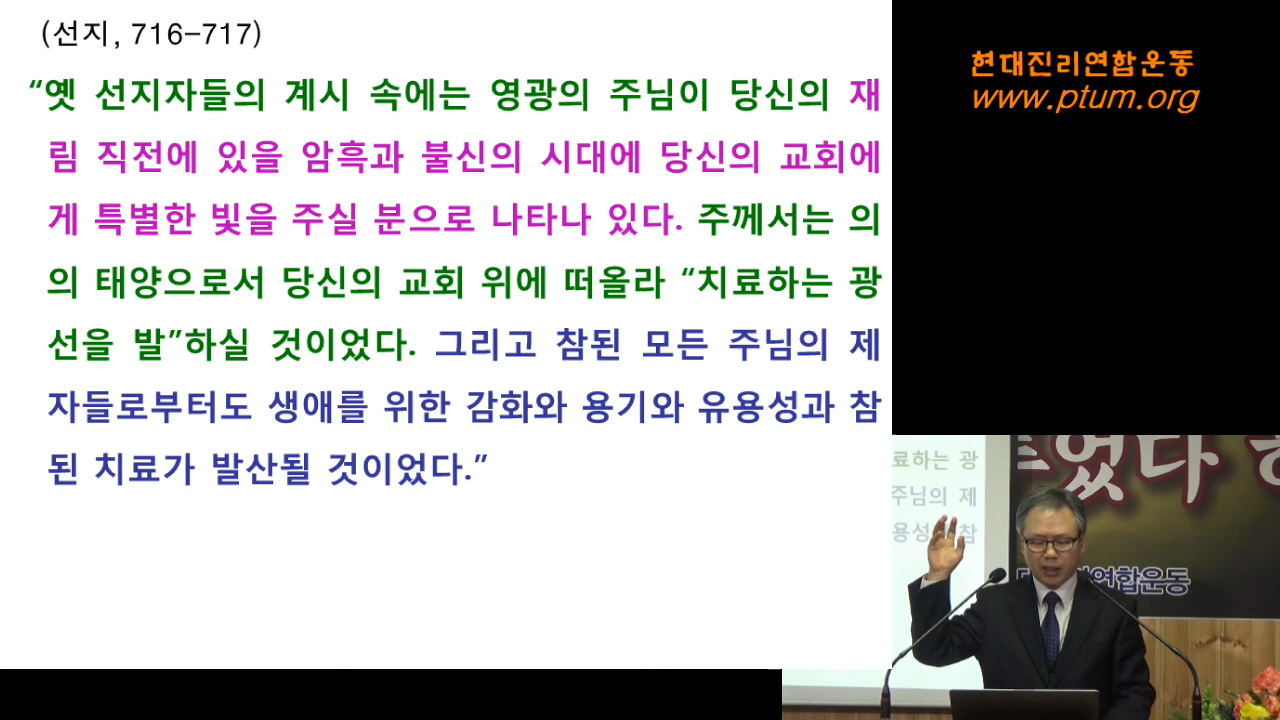 (선지, 716–717)
“옛 선지자들의 계시 속에는 영광의 주님이 당신의 재
림 직전에 있을 암흑과 불신의 시대에 당신의 교회에
게 특별한 빛을 주실 분으로 나타나 있다. 주께서는 의
의 태양으로서 당신의 교회 위에 떠올라 “치료하는 광
선을 발”하실 것이었다. 그리고 참된 모든 주님의 제
자들로부터도 생애를 위한 감화와 용기와 유용성과 참
된 치료가 발산될 것이었다.”
현대진리연합운동
www.ptum.org
료하는 광
주님의 제
용성 참
었다
연합운동